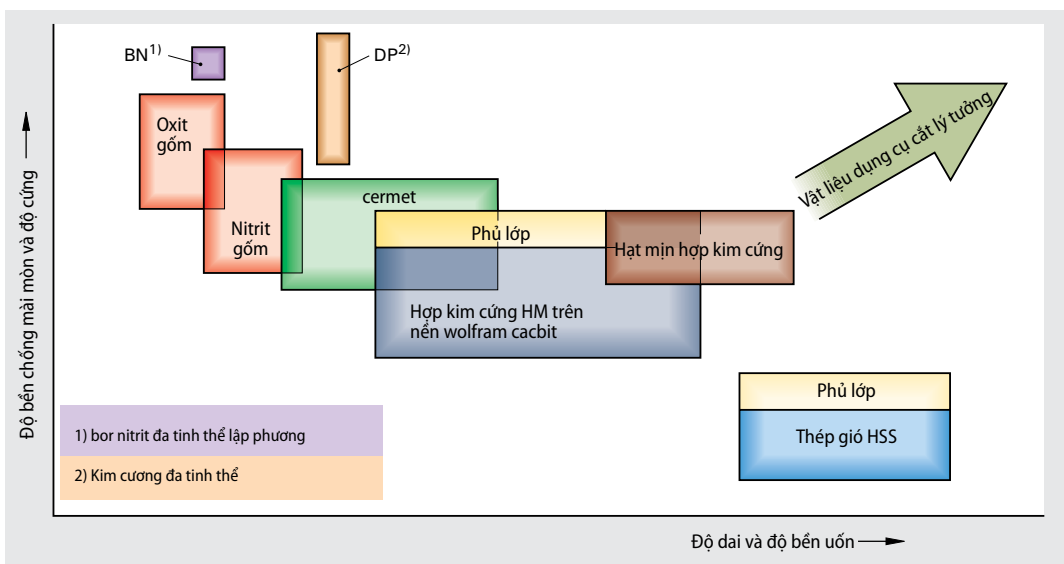 BN1)
DP2)
Oxit
gốm
Nitrit
gốm
cermet
Phủ lớp
Hạt mịn hợp kim cứng
Hợp kim cứng HM trên
nền wolfram cacbit
Vật liệu dụng cụ cắt lý tưởng
Phủ lớp
Thép gió HSS
1) bor nitrit đa tinh thể lập phương
2) Kim cương đa tinh thể
Độ bền chống mài mòn và độ cứng
Độ dai và độ bền uốn